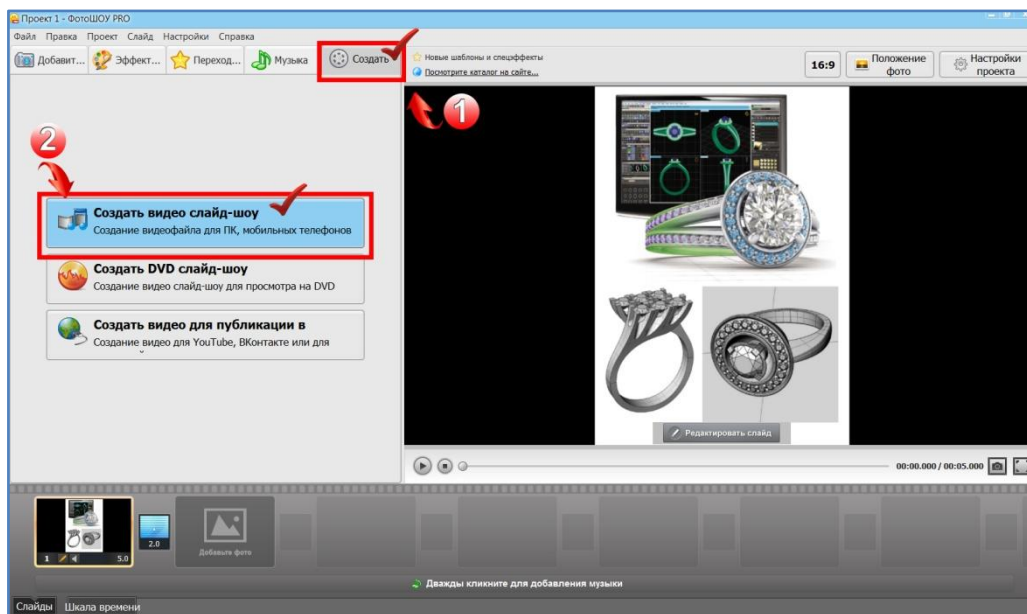 Проект 1 - ФотоШОУ PRO
Файл Правка Проект Слайд Настройки Справка
Добавит... Эффект... Переход... Музыка Создать
Новые шаблоны и спецэффекты
Посмотрите каталог на сайте...
16:9
Положение фото
Настройки проекта
1
2
Создать видео слайд-шоу
Создание видеофайла для ПК, мобильных телефонов
Создать DVD слайд-шоу
Создание видео слайд-шоу для просмотра на DVD
Создать видео для публикации в
Создание видео для YouTube, ВКонтакте или для
Редактировать слайд
00:00.000 / 00:05.000
1 5.0
2.0
Добавьте фото
Дважды кликните для добавления музыки
Слайды Шкала времени